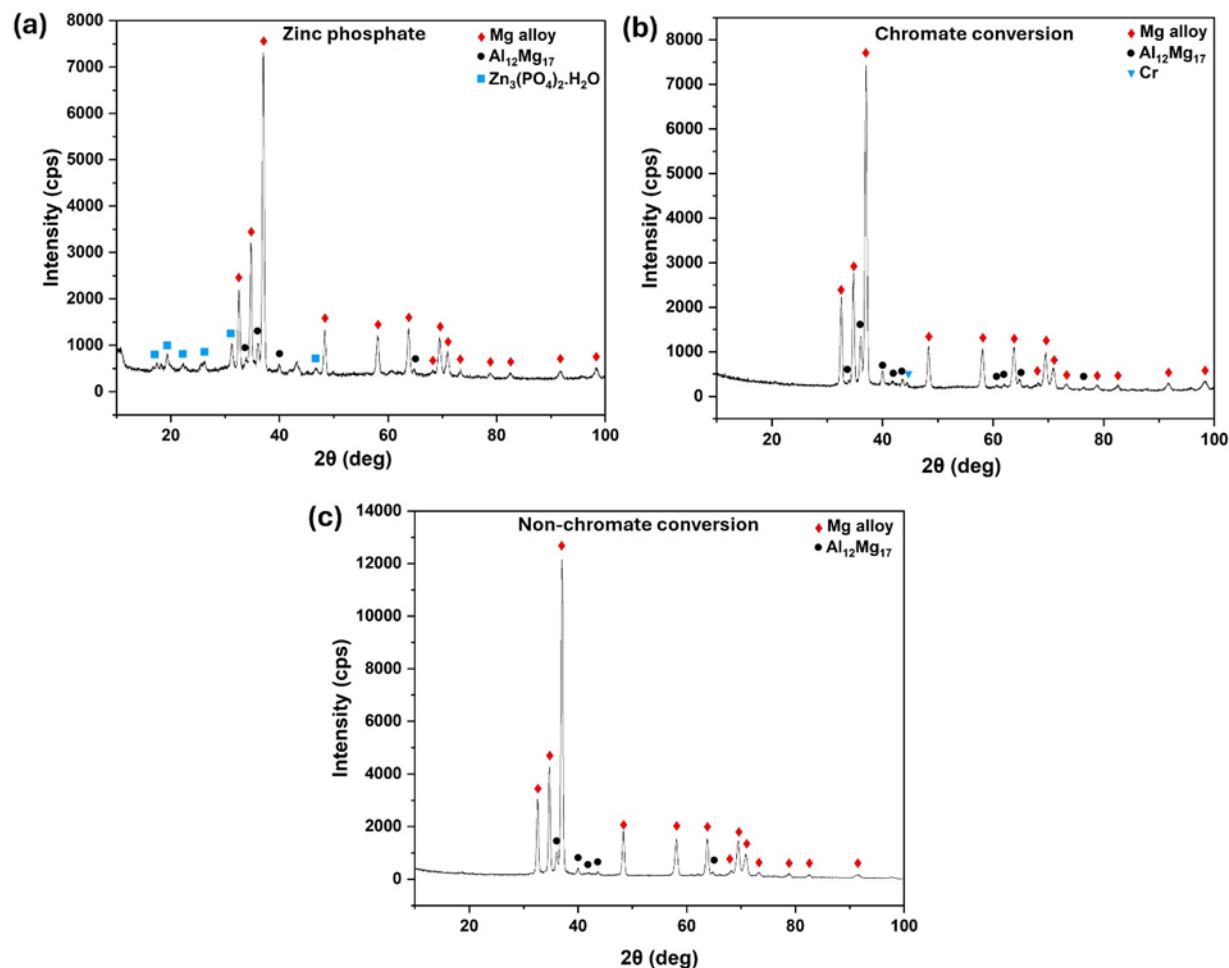 (a)
Zinc phosphate
Mg alloy
Al₁₂Mg₁₇
Zn₃(PO₄)₂.H₂O
8000
7000
6000
5000
4000
3000
2000
1000
0
Intensity (cps)
20 40 60 80 100
2θ (deg)
(b)
Chromate conversion
Mg alloy
Al₁₂Mg₁₇
Cr
8000
7000
6000
5000
4000
3000
2000
1000
0
Intensity (cps)
20 40 60 80 100
2θ (deg)
(c)
Non-chromate conversion
Mg alloy
Al₁₂Mg₁₇
14000
12000
10000
8000
6000
4000
2000
0
Intensity (cps)
20 40 60 80 100
2θ (deg)